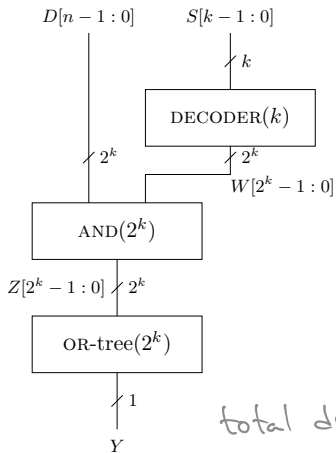 D[n − 1 : 0]
S[k − 1 : 0]
k
DECODER(k)
2^k
2^k
W[2^k − 1 : 0]
AND(2^k)
Z[2^k − 1 : 0]
2^k
OR-tree(2^k)
1
total
Y